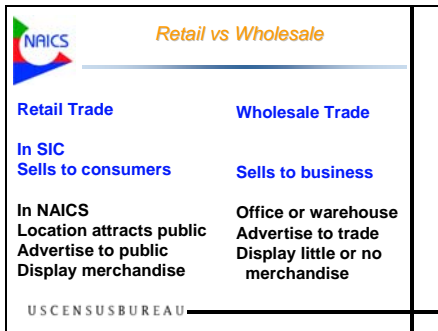 NAICS
Retail vs Wholesale
Retail Trade
In SIC
Sells to consumers
In NAICS
Location attracts public
Advertise to public
Display merchandise
Wholesale Trade
Sells to business
Office or warehouse
Advertise to trade
Display little or no
merchandise
USCENSUSBUREAU